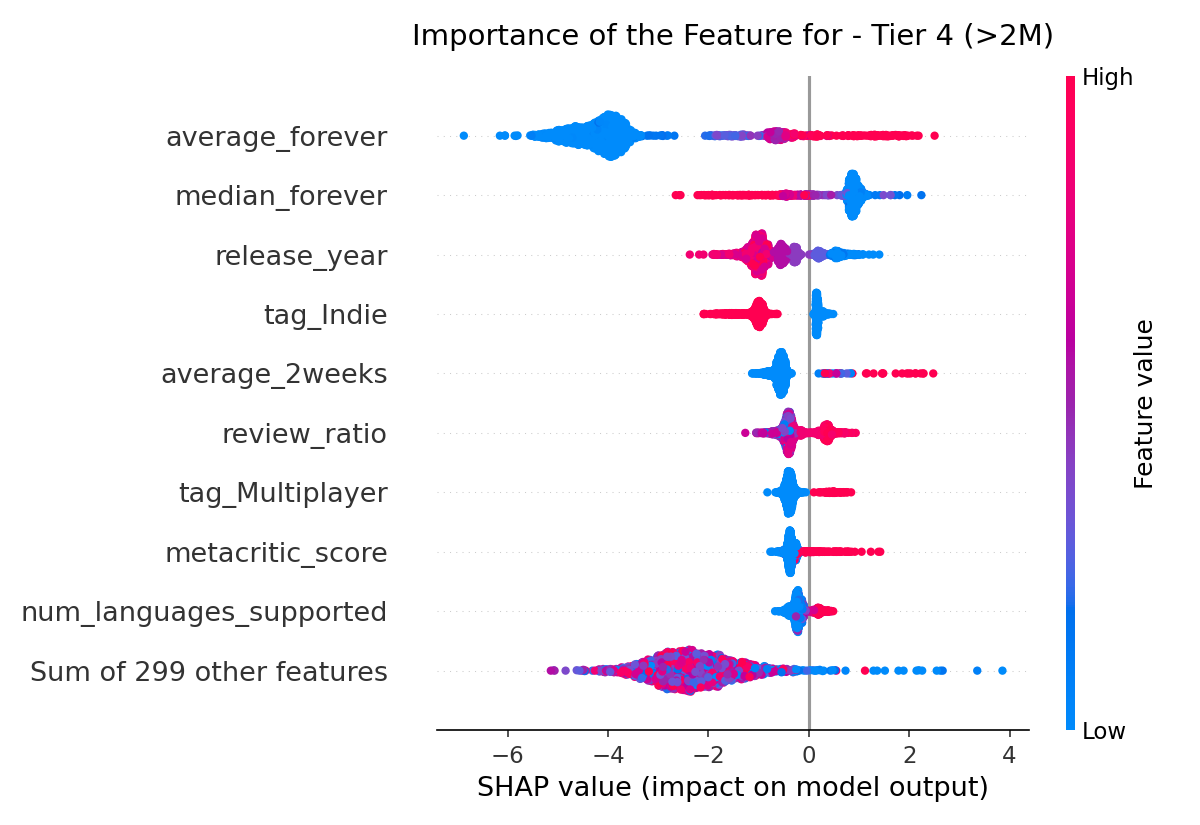 Importance of the Feature for - Tier 4 (>2M)
High
average_forever
median_forever
release_year
tag_Indie
average_2weeks
review_ratio
tag_Multiplayer
metacritic_score
num_languages_supported
Sum of 299 other features
Feature value
Low
−6 −4 −2 0 2 4
SHAP value (impact on model output)